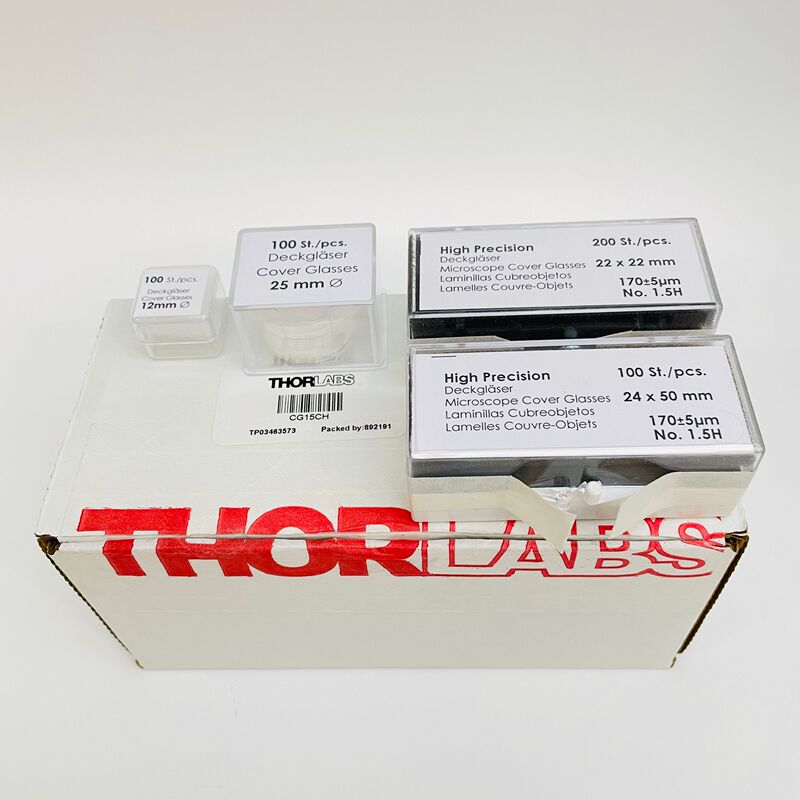 100 St./pcs.
Deckgläser
Cover Glasses
12mm ∅
100 St./pcs.
Deckgläser
Cover Glasses
25 mm ∅
High Precision 200 St./pcs.
Deckgläser
Microscope Cover Glasses 22 x 22 mm
Laminillas Cubreobjetos
Lamelles Couvre-Objets 170±5µm
No. 1.5H
High Precision 100 St./pcs.
Deckgläser
Microscope Cover Glasses 24 x 50 mm
Laminillas Cubreobjetos
Lamelles Couvre-Objets 170±5µm
No. 1.5H
THORLABS
CG15CH
TP03463573 Packed by:892191
THORLABS